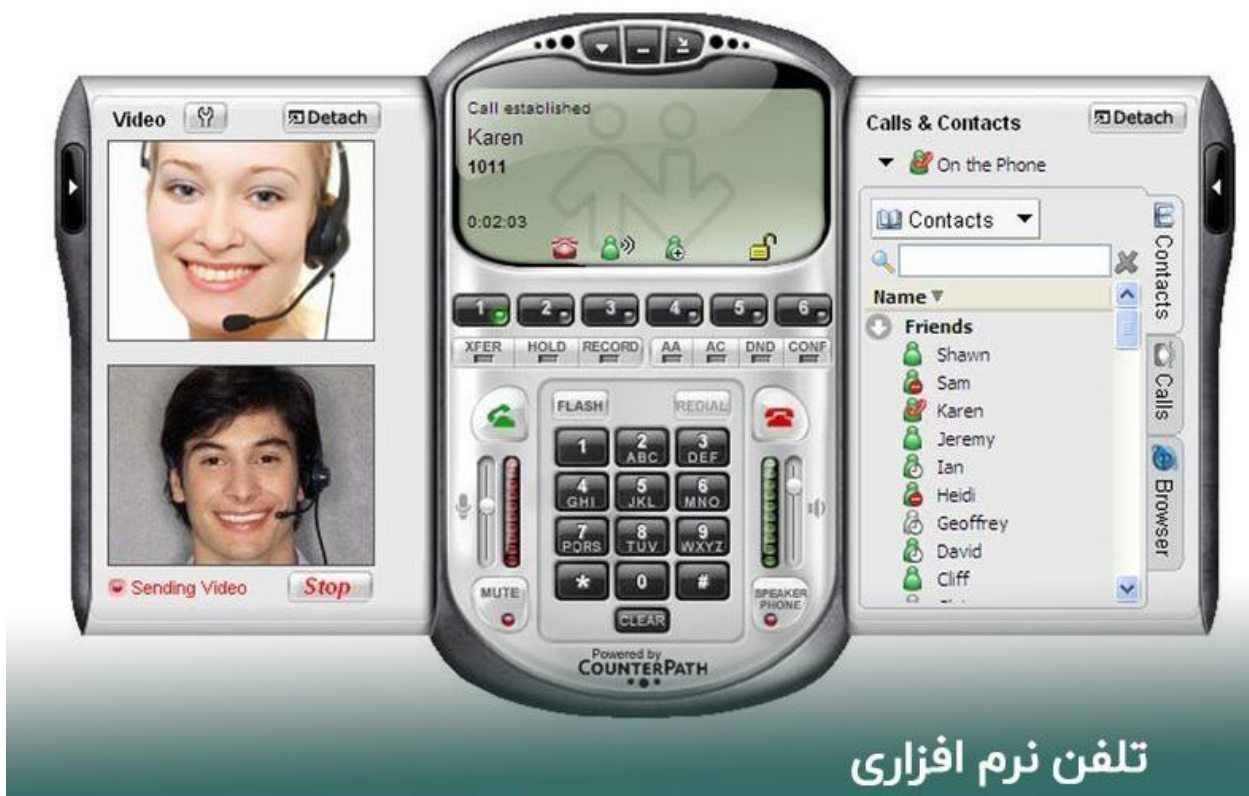 Video
Detach
Sending Video
Stop
Call established
Karen
1011
0:02:03
1 2 3 4 5 6
XFER HOLD RECORD AA AC DND CONF
FLASH REDIAL
1 2 ABC 3 DEF
4 GHI 5 JKL 6 MNO
7 PQRS 8 TUV 9 WXYZ
* 0 #
MUTE
SPEAKER
PHONE
CLEAR
Powered by
COUNTERPATH
Calls & Contacts
Detach
On the Phone
Contacts
Name
Friends
Shawn
Sam
Karen
Jeremy
Ian
Heidi
Geoffrey
David
Cliff
Contacts
Calls
Browser
تلفن نرم افزاری